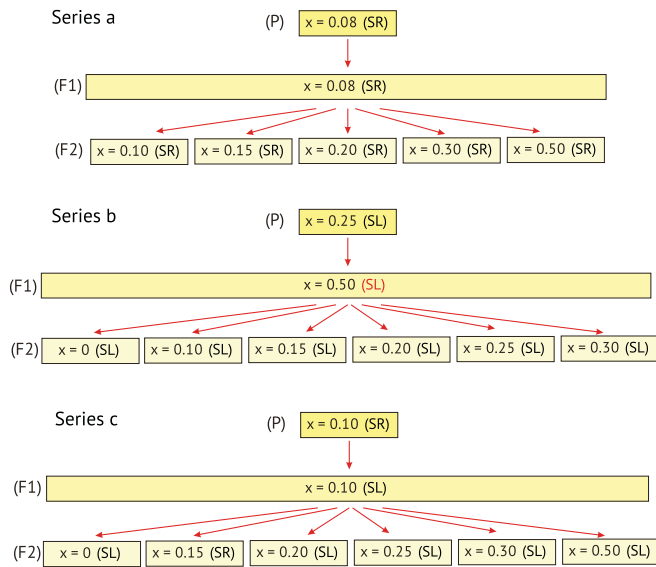 Series a
(P) x = 0.08 (SR)
(F1) x = 0.08 (SR)
(F2) x = 0.10 (SR) x = 0.15 (SR) x = 0.20 (SR) x = 0.30 (SR) x = 0.50 (SR)
Series b
(P) x = 0.25 (SL)
(F1) x = 0.50 (SL)
(F2) x = 0 (SL) x = 0.10 (SL) x = 0.15 (SL) x = 0.20 (SL) x = 0.25 (SL) x = 0.30 (SL)
Series c
(P) x = 0.10 (SR)
(F1) x = 0.10 (SL)
(F2) x = 0 (SL) x = 0.15 (SR) x = 0.20 (SL) x = 0.25 (SL) x = 0.30 (SL) x = 0.50 (SL)